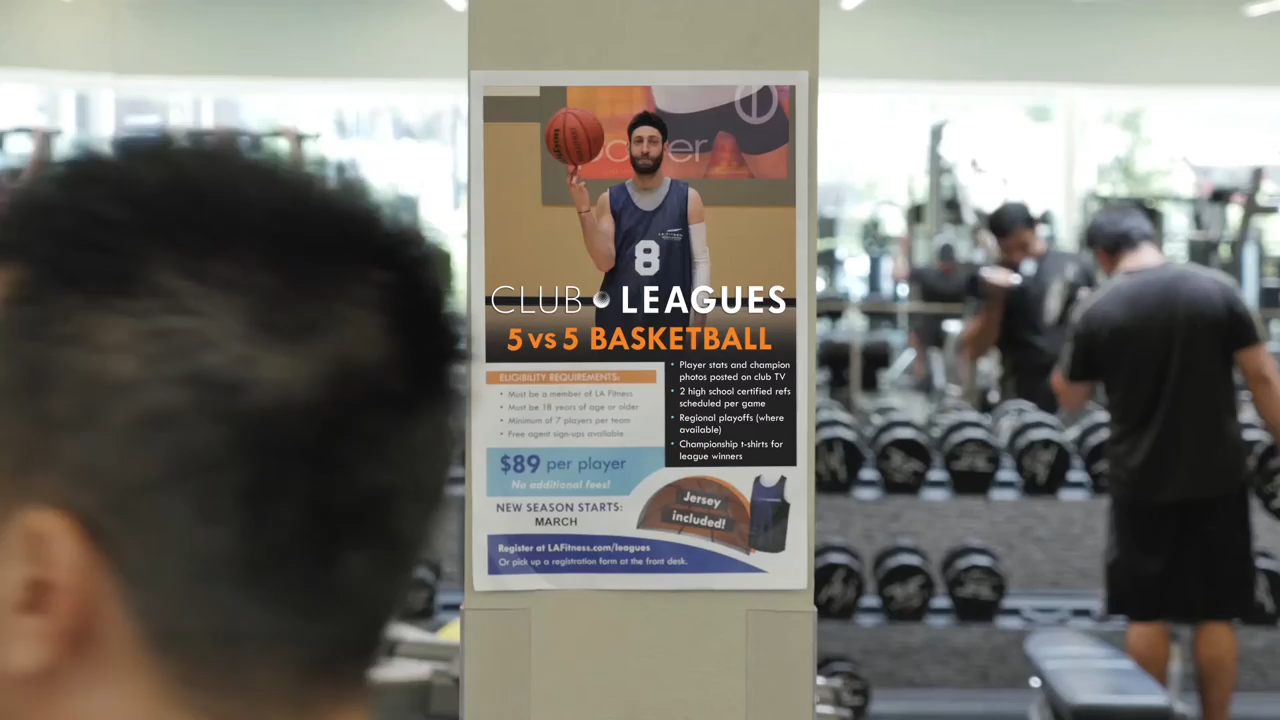 occer
LA FITNESS
8
CLUB LEAGUES
5 vs 5 BASKETBALL
ELIGIBILITY REQUIREMENTS:
• Must be a member of LA Fitness
• Must be 18 years of age or older
• Minimum of 7 players per team
• Free agent sign-ups available
• Player stats and champion
photos posted on club TV
• 2 high school certified refs
scheduled per game
• Regional playoffs (where
available)
• Championship t-shirts for
league winners
$89 per player
No additional fees!
Jersey
included!
NEW SEASON STARTS:
MARCH
Register at LAFitness.com/leagues
Or pick up a registration form at the front desk.